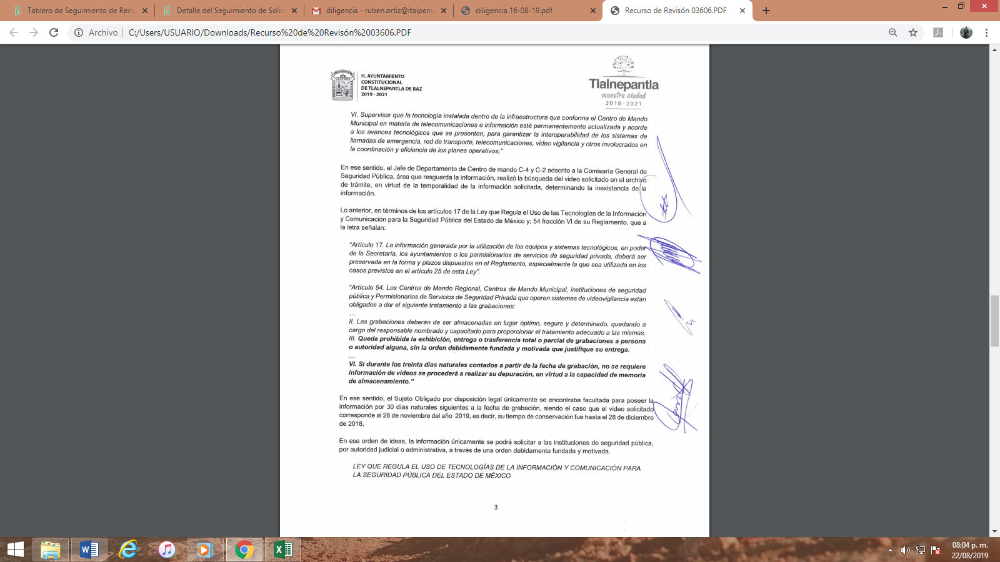 Tablero de Seguimiento de Recu
Detalle del Seguimiento de Solic
diligencia - ruben.ortiz@itaipem
diligencia 16-08-19.pdf
Recurso de Revisón 03606.PDF
Archivo
C:/Users/USUARIO/Downloads/Recurso%20de%20Revisón%2003606.PDF
H. AYUNTAMIENTO
CONSTITUCIONAL
DE TLALNEPANTLA DE BAZ
2019 - 2021
Tlalnepantla
nuestra ciudad
2019 - 2021
VI. Supervisar que la tecnología instalada dentro de la infraestructura que conforma el Centro de Mando
Municipal en materia de telecomunicaciones e información esté permanentemente actualizada y acorde
a los avances tecnológicos que se presenten, para garantizar la interoperabilidad de los sistemas de
llamadas de emergencia, red de transporte, telecomunicaciones, video vigilancia y otros involucrados en
la coordinación y eficiencia de los planes operativos;”
En ese sentido, el Jefe de Departamento de Centro de mando C-4 y C-2 adscrito a la Comisaría General de
Seguridad Pública, área que resguarda la información, realizó la búsqueda del video solicitado en el archivo
de trámite, en virtud de la temporalidad de la información solicitada, determinando la inexistencia de la
información.
Lo anterior, en términos de los artículos 17 de la Ley que Regula el Uso de las Tecnologías de la Información
y Comunicación para la Seguridad Pública del Estado de México y; 54 fracción VI de su Reglamento, que a
la letra señalan:
“Artículo 17. La información generada por la utilización de los equipos y sistemas tecnológicos, en poder
de la Secretaría, los ayuntamientos o los permisionarios de servicios de seguridad privada, deberá ser
preservada en la forma y plazos dispuestos en el Reglamento, especialmente la que sea utilizada en los
casos previstos en el artículo 25 de esta Ley”.
“Artículo 54. Los Centros de Mando Regional, Centros de Mando Municipal, instituciones de seguridad
pública y Permisionarios de Servicios de Seguridad Privada que operen sistemas de videovigilancia están
obligados a dar el siguiente tratamiento a las grabaciones:
...
II. Las grabaciones deberán de ser almacenadas en lugar óptimo, seguro y determinado, quedando a
cargo del responsable nombrado y capacitado para proporcionar el tratamiento adecuado a las mismas.
III. Queda prohibida la exhibición, entrega o trasferencia total o parcial de grabaciones a persona
o autoridad alguna, sin la orden debidamente fundada y motivada que justifique su entrega.
...
VI. Si durante los treinta días naturales contados a partir de la fecha de grabación, no se requiere
información de videos se procederá a realizar su depuración, en virtud a la capacidad de memoria
de almacenamiento.”
En ese sentido, el Sujeto Obligado por disposición legal únicamente se encontraba facultada para poseer la
información por 30 días naturales siguientes a la fecha de grabación, siendo el caso que el video solicitado
corresponde al 28 de noviembre del año 2019, es decir, su tiempo de conservación fue hasta el 28 de diciembre
de 2018.
En ese orden de ideas, la información únicamente se podrá solicitar a las instituciones de seguridad pública,
por autoridad judicial o administrativa, a través de una orden debidamente fundada y motivada.
LEY QUE REGULA EL USO DE TECNOLOGÍAS DE LA INFORMACIÓN Y COMUNICACIÓN PARA
LA SEGURIDAD PÚBLICA DEL ESTADO DE MÉXICO
3
08:04 p. m.
22/08/2019